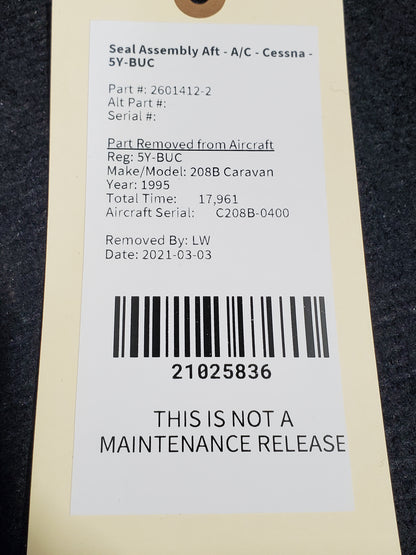 Seal Assembly Aft - A/C - Cessna -
5Y-BUC
Part #: 2601412-2
Alt Part #:
Serial #:
Part Removed from Aircraft
Reg: 5Y-BUC
Make/Model: 208B Caravan
Year: 1995
Total Time: 17,961
Aircraft Serial: C208B-0400
Removed By: LW
Date: 2021-03-03
21025836
THIS IS NOT A
MAINTENANCE RELEASE